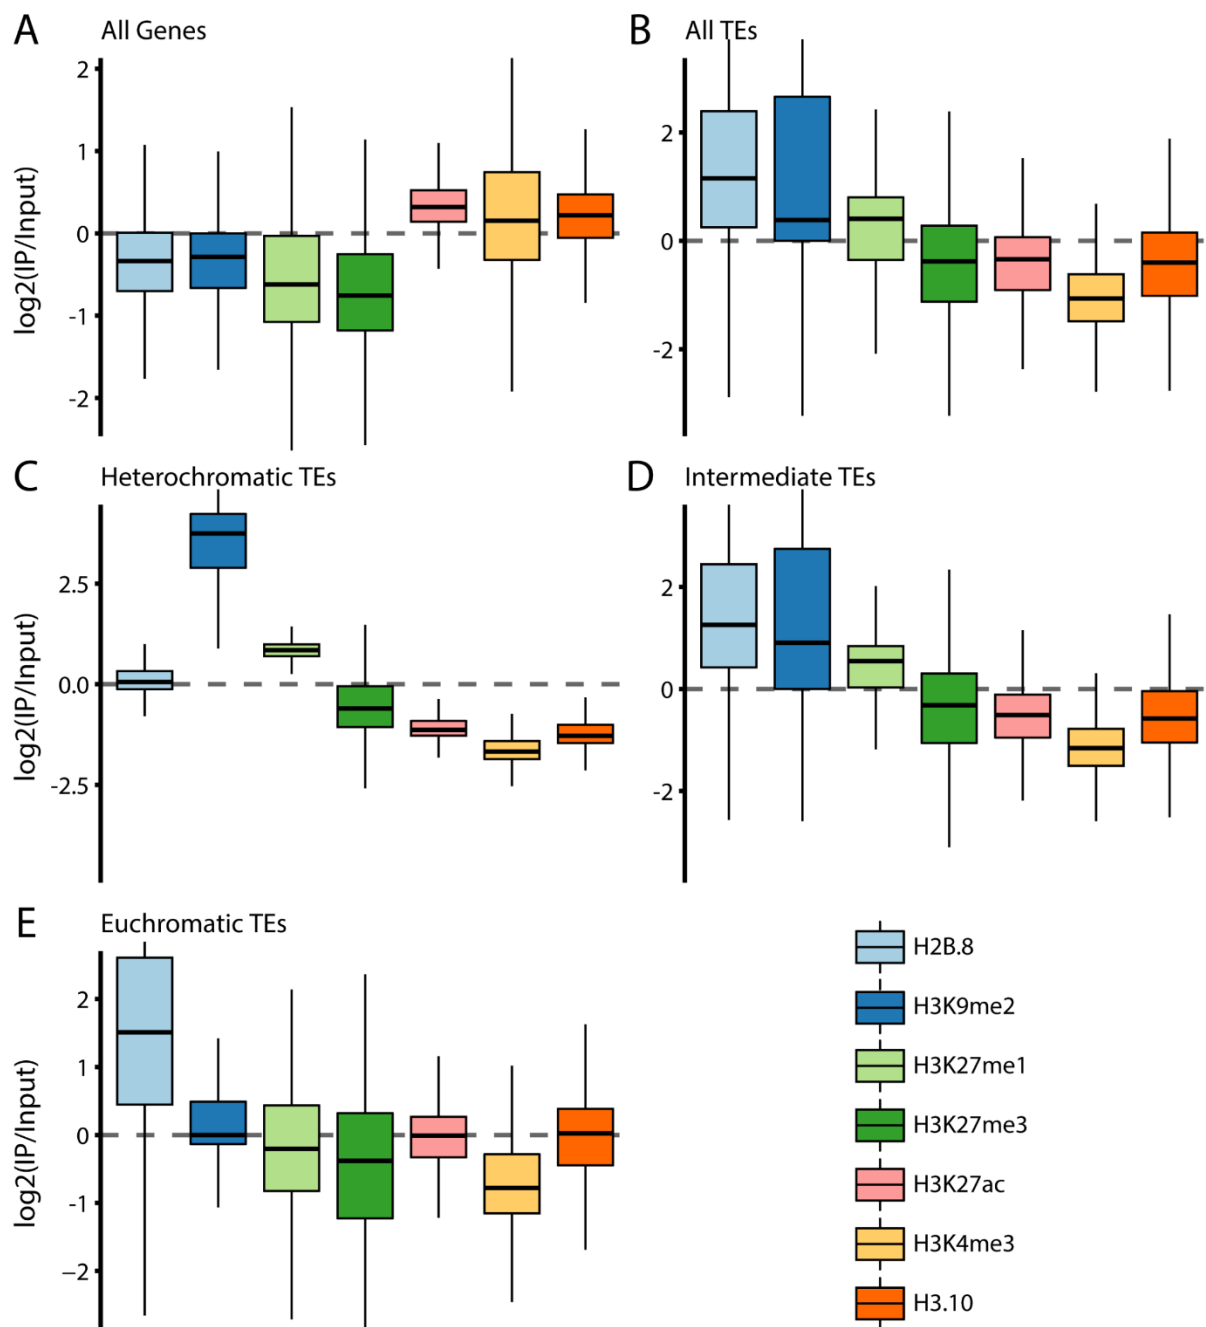 A All Genes
log2(IP/Input)
2
1
0
-1
-2
B All TEs
2
0
-2
C Heterochromatic TEs
log2(IP/Input)
2.5
0.0
-2.5
D Intermediate TEs
2
0
-2
E Euchromatic TEs
log2(IP/Input)
2
1
0
-1
−2
H2B.8
H3K9me2
H3K27me1
H3K27me3
H3K27ac
H3K4me3
H3.10